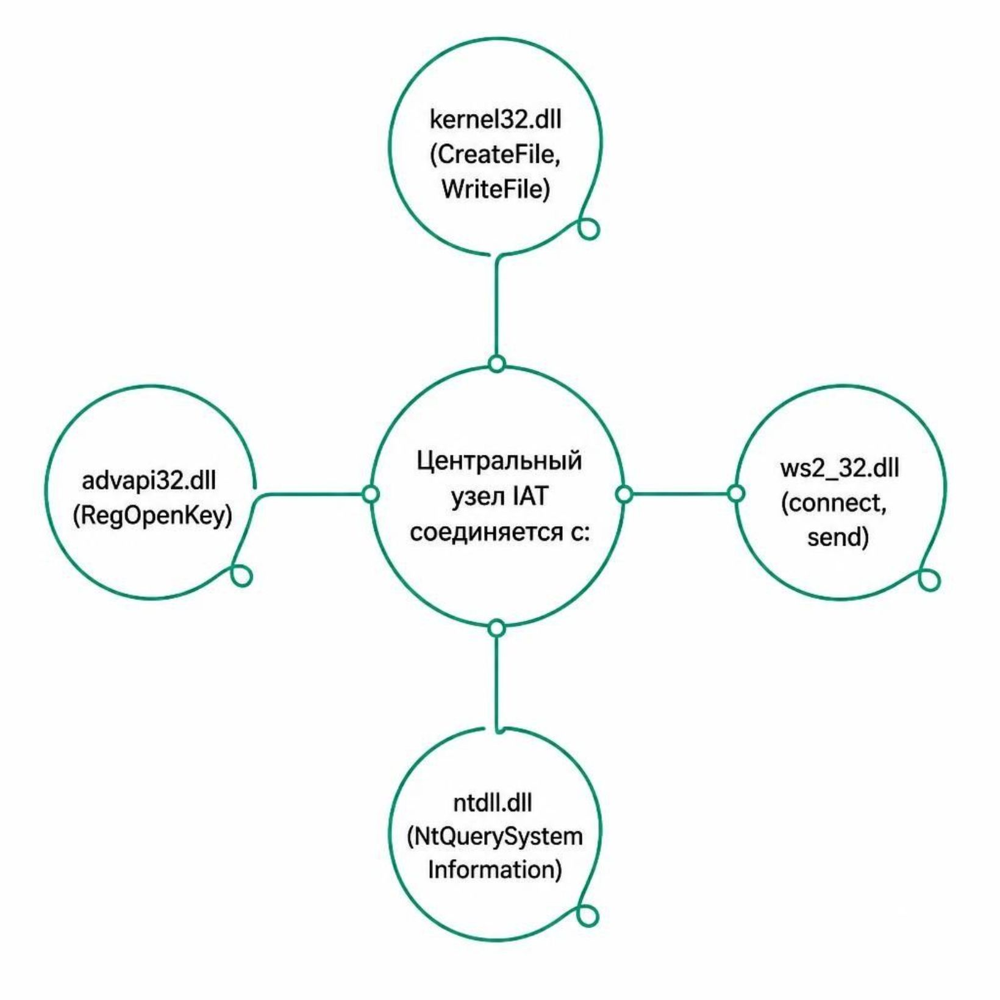 kernel32.dll
(CreateFile,
WriteFile)
advapi32.dll
(RegOpenKey)
Центральный
узел IAT
соединяется с:
ws2_32.dll
(connect,
send)
ntdll.dll
(NtQuerySystem
Information)